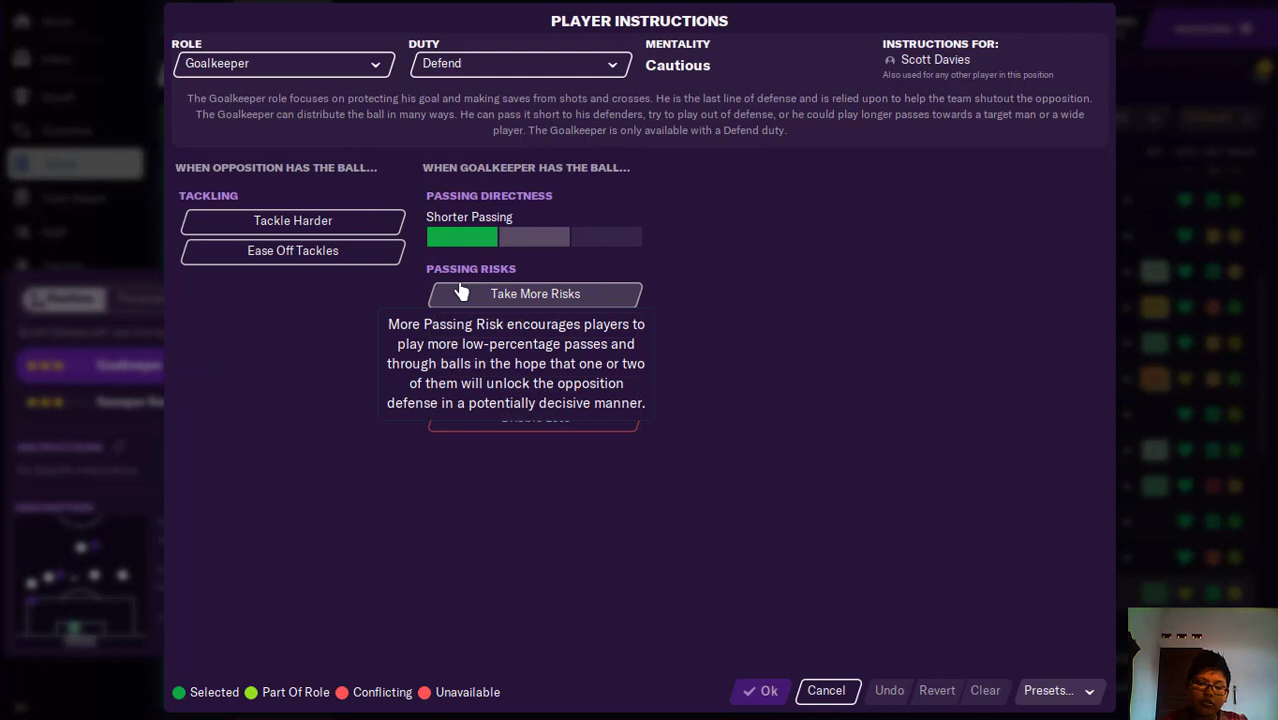 PLAYER INSTRUCTIONS
ROLE
DUTY
MENTALITY
INSTRUCTIONS FOR:
Goalkeeper
Defend
Cautious
Scott Davies
Also used for any other player in this position
The Goalkeeper role focuses on protecting his goal and making saves from shots and crosses. He is the last line of defense and is relied upon to help the team shutout the opposition.
The Goalkeeper can distribute the ball in many ways. He can pass it short to his defenders, try to play out of defense, or he could play longer passes towards a target man or a wide
player. The Goalkeeper is only available with a Defend duty.
WHEN OPPOSITION HAS THE BALL...
WHEN GOALKEEPER HAS THE BALL...
TACKLING
PASSING DIRECTNESS
Tackle Harder
Shorter Passing
Ease Off Tackles
PASSING RISKS
Take More Risks
More Passing Risk encourages players to
play more low-percentage passes and
through balls in the hope that one or two
of them will unlock the opposition
defense in a potentially decisive manner.
Selected
Part Of Role
Conflicting
Unavailable
Ok
Cancel
Undo
Revert
Clear
Presets...